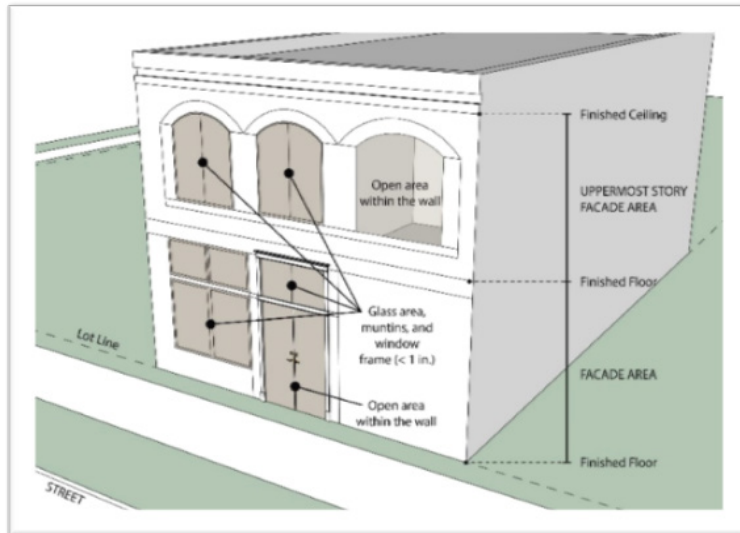 Finished Ceiling
Open area
within the wall
UPPERMOST STORY
FACADE AREA
Finished Floor
Glass area,
muntins, and
window
frame (< 1 in.)
Lot Line
FACADE AREA
Open area
within the wall
Finished Floor
STREET